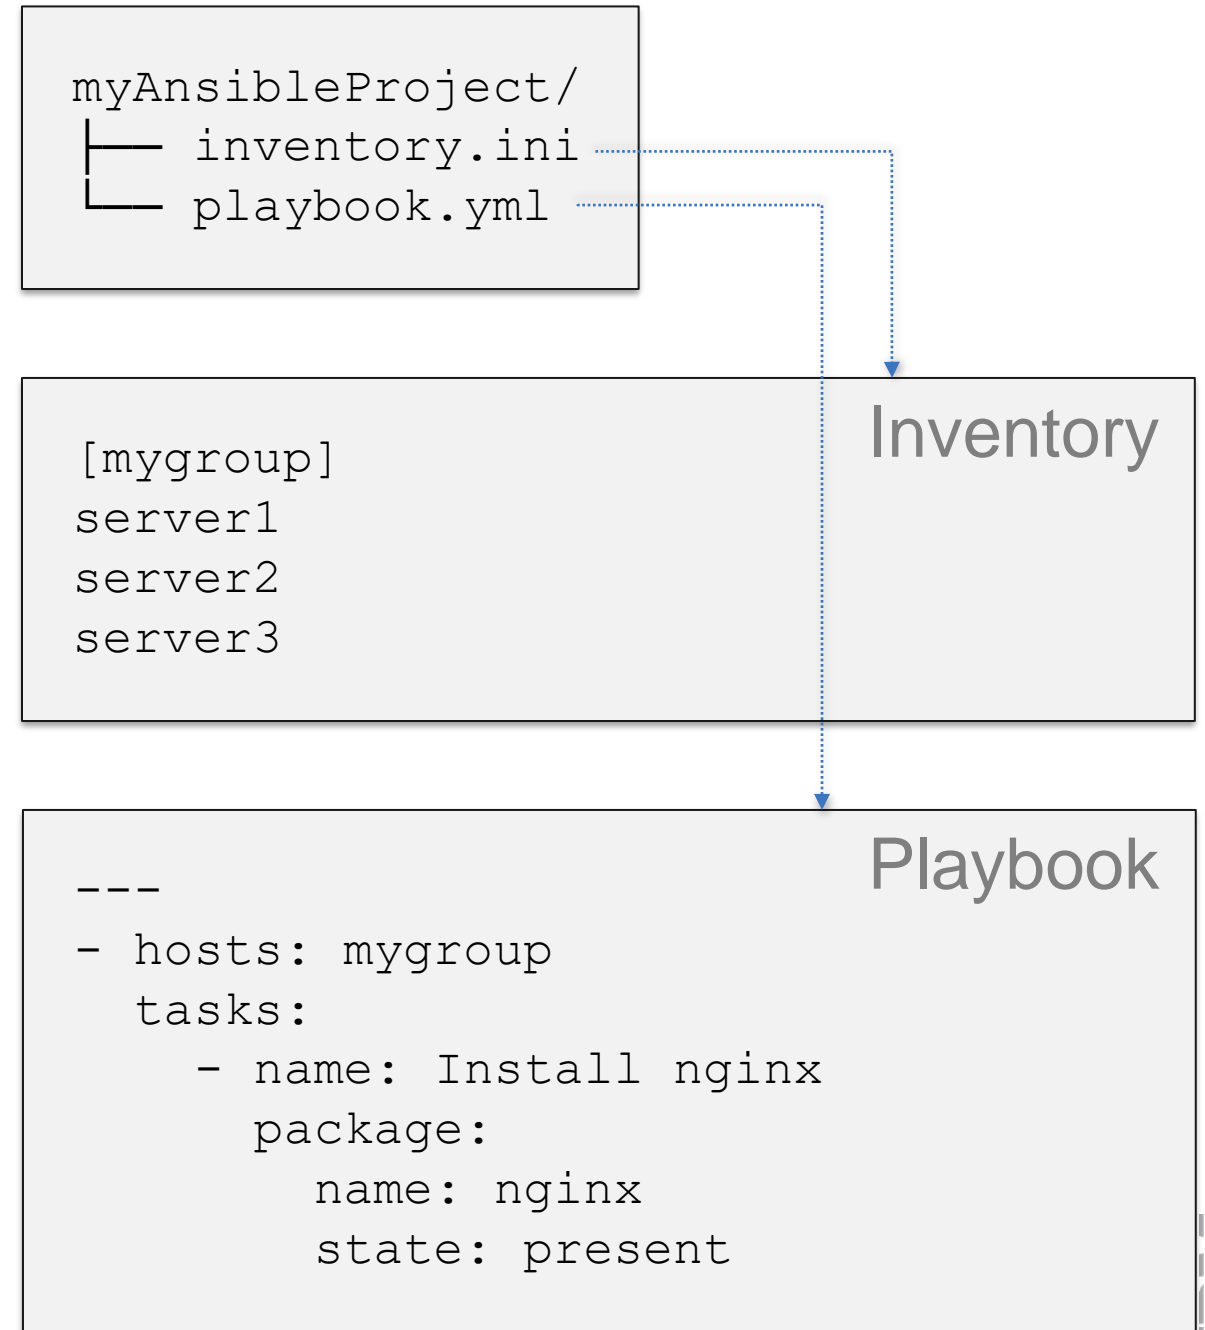 myAnsibleProject/
├── inventory.ini
└── playbook.yml
Inventory
[mygroup]
server1
server2
server3
Playbook
---
- hosts: mygroup
  tasks:
    - name: Install nginx
      package:
        name: nginx
        state: present